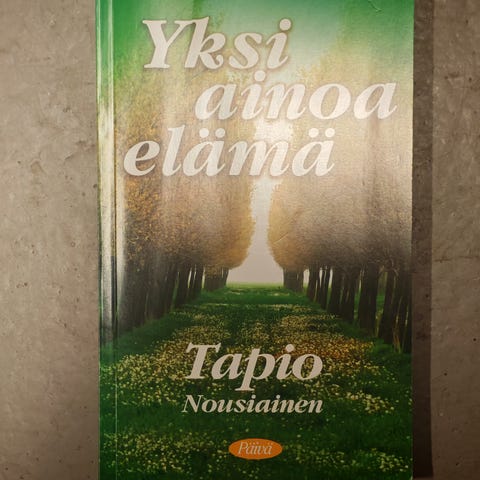 Yksi
ainoa
elämä
Tapio
Nousiainen
Päivä